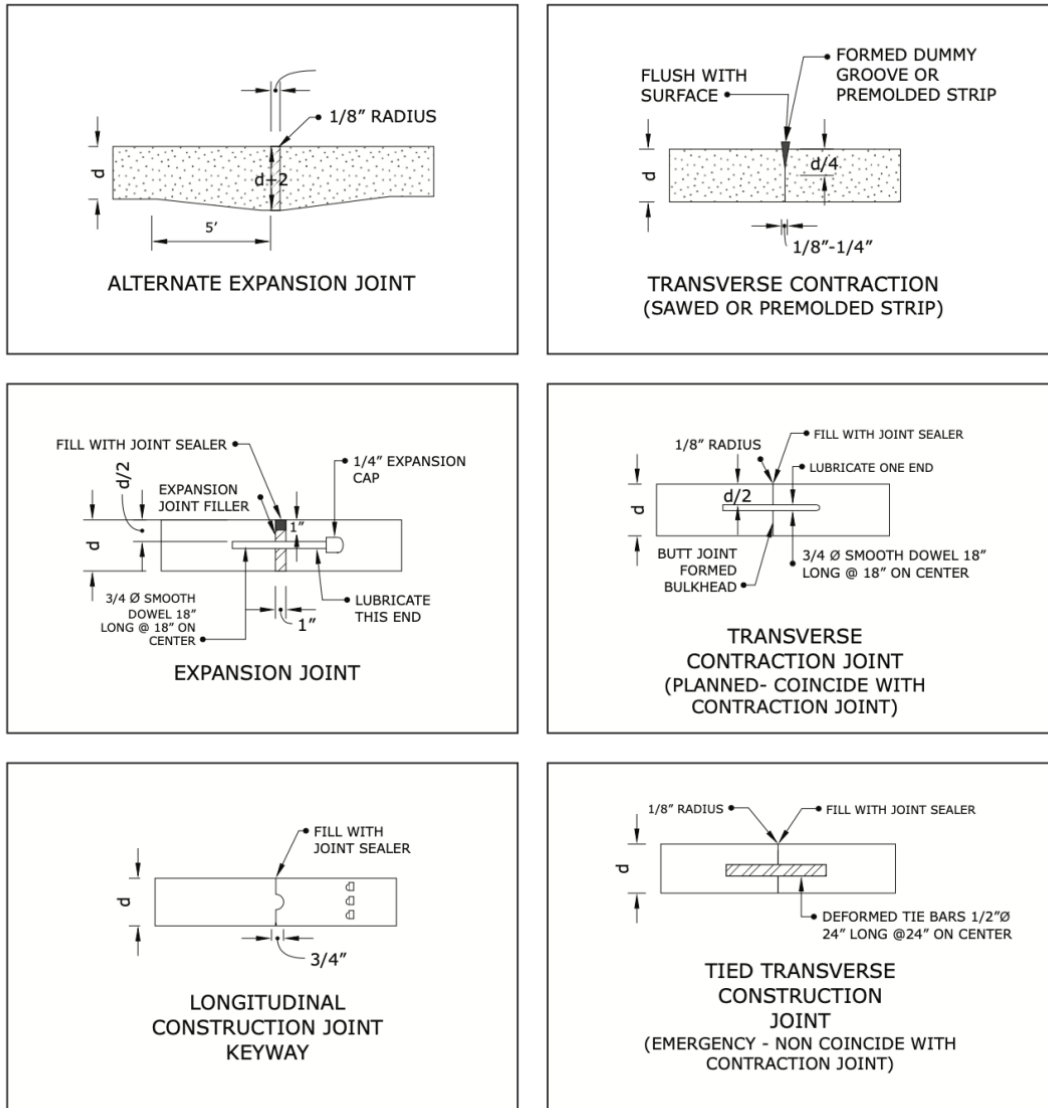 1/8” RADIUS
d
d+2
5’
ALTERNATE EXPANSION JOINT
FORMED DUMMY
GROOVE OR
PREMOLDED STRIP
FLUSH WITH
SURFACE
d
d/4
1/8”-1/4”
TRANSVERSE CONTRACTION
(SAWED OR PREMOLDED STRIP)
FILL WITH JOINT SEALER
1/4” EXPANSION
CAP
d/2
EXPANSION
JOINT FILLER
1”
d
3/4 Ø SMOOTH
DOWEL 18”
LONG @ 18” ON
CENTER
LUBRICATE
THIS END
1”
EXPANSION JOINT
1/8” RADIUS
FILL WITH JOINT SEALER
LUBRICATE ONE END
d/2
d
BUTT JOINT
FORMED
BULKHEAD
3/4 Ø SMOOTH DOWEL 18”
LONG @ 18” ON CENTER
TRANSVERSE
CONTRACTION JOINT
(PLANNED- COINCIDE WITH
CONTRACTION JOINT)
FILL WITH
JOINT SEALER
d
3/4”
LONGITUDINAL
CONSTRUCTION JOINT
KEYWAY
1/8” RADIUS
FILL WITH JOINT SEALER
d
DEFORMED TIE BARS 1/2”Ø
24” LONG @24” ON CENTER
TIED TRANSVERSE
CONSTRUCTION
JOINT
(EMERGENCY - NON COINCIDE WITH
CONTRACTION JOINT)